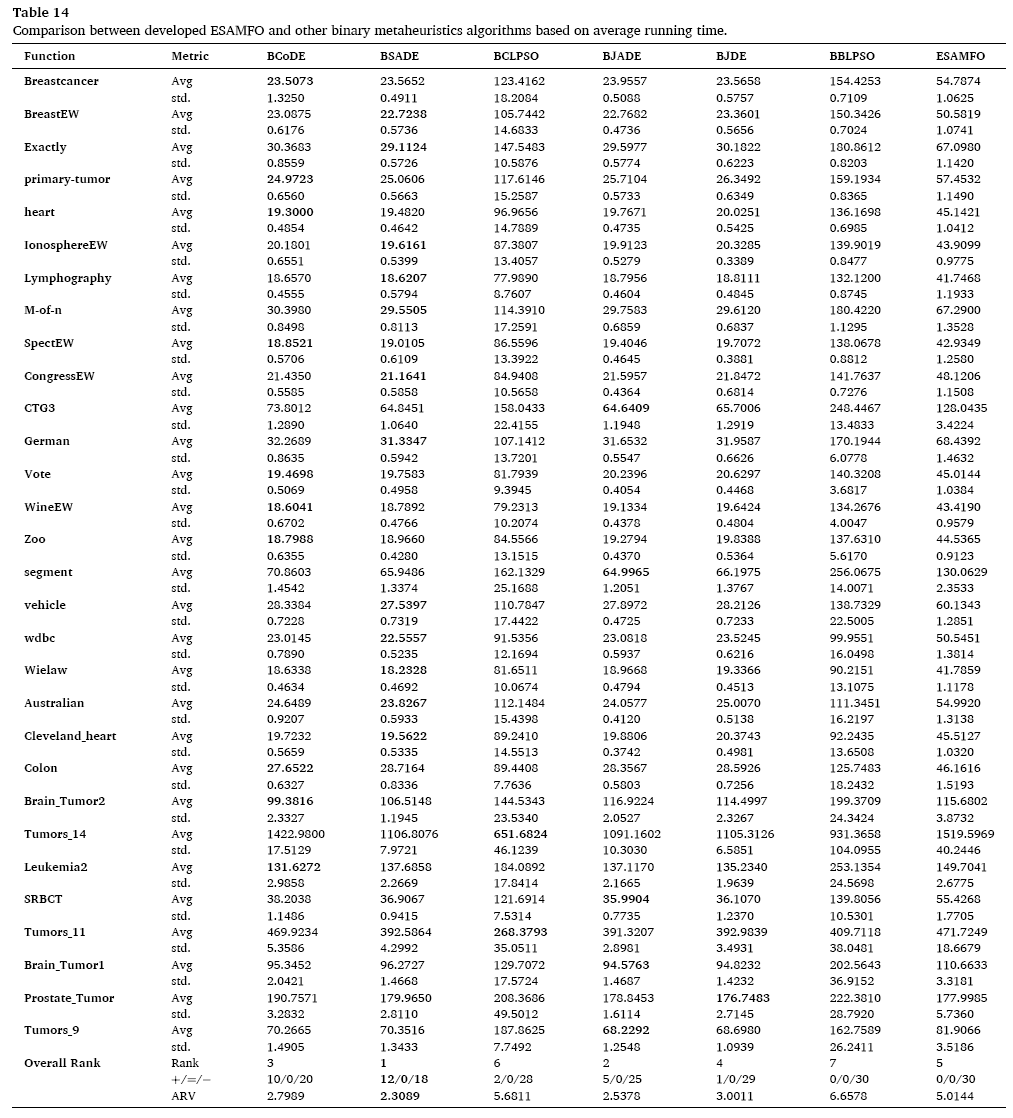 Table 14
Comparison between developed ESAMFO and other binary metaheuristics algorithms based on average running time.
Function Metric BCoDE BSADE BCLPSO BJADE BJDE BBLPSO ESAMFO
Breastcancer Avg 23.5073 23.5652 123.4162 23.9557 23.5658 154.4253 54.7874
std. 1.3250 0.4911 18.2084 0.5088 0.5757 0.7109 1.0625
BreastEW Avg 23.0875 22.7238 105.7442 22.7682 23.3601 150.3426 50.5819
std. 0.6176 0.5736 14.6833 0.4736 0.5656 0.7024 1.0741
Exactly Avg 30.3683 29.1124 147.5483 29.5977 30.1822 180.8612 67.0980
std. 0.8559 0.5726 10.5876 0.5774 0.6223 0.8203 1.1420
primary-tumor Avg 24.9723 25.0606 117.6146 25.7104 26.3492 159.1934 57.4532
std. 0.6560 0.5663 15.2587 0.5733 0.6349 0.8365 1.1490
heart Avg 19.3000 19.4820 96.9656 19.7671 20.0251 136.1698 45.1421
std. 0.4854 0.4642 14.7889 0.4735 0.5425 0.6985 1.0412
IonosphereEW Avg 20.1801 19.6161 87.3807 19.9123 20.3285 139.9019 43.9099
std. 0.6551 0.5399 13.4057 0.5279 0.3389 0.8477 0.9775
Lymphography Avg 18.6570 18.6207 77.9890 18.7956 18.8111 132.1200 41.7468
std. 0.4555 0.5794 8.7607 0.4604 0.4845 0.8745 1.1933
M-of-n Avg 30.3980 29.5505 114.3910 29.7583 29.6120 180.4220 67.2900
std. 0.8498 0.8113 17.2591 0.6859 0.6837 1.1295 1.3528
SpectEW Avg 18.8521 19.0105 86.5596 19.4046 19.7072 138.0678 42.9349
std. 0.5706 0.6109 13.3922 0.4645 0.3881 0.8812 1.2580
CongressEW Avg 21.4350 21.1641 84.9408 21.5957 21.8472 141.7637 48.1206
std. 0.5585 0.5858 10.5658 0.4364 0.6814 0.7276 1.1508
CTG3 Avg 73.8012 64.8451 158.0433 64.6409 65.7006 248.4467 128.0435
std. 1.2890 1.0640 22.4155 1.1948 1.2919 13.4833 3.4224
German Avg 32.2689 31.3347 107.1412 31.6532 31.9587 170.1944 68.4392
std. 0.8635 0.5942 13.7201 0.5547 0.6626 6.0778 1.4632
Vote Avg 19.4698 19.7583 81.7939 20.2396 20.6297 140.3208 45.0144
std. 0.5069 0.4958 9.3945 0.4054 0.4468 3.6817 1.0384
WineEW Avg 18.6041 18.7892 79.2313 19.1334 19.6424 134.2676 43.4190
std. 0.6702 0.4766 10.2074 0.4378 0.4804 4.0047 0.9579
Zoo Avg 18.7988 18.9660 84.5566 19.2794 19.8388 137.6310 44.5365
std. 0.6355 0.4280 13.1515 0.4370 0.5364 5.6170 0.9123
segment Avg 70.8603 65.9486 162.1329 64.9965 66.1975 256.0675 130.0629
std. 1.4542 1.3374 25.1688 1.2051 1.3767 14.0071 2.3533
vehicle Avg 28.3384 27.5397 110.7847 27.8972 28.2126 138.7329 60.1343
std. 0.7228 0.7319 17.4422 0.4725 0.7233 22.5005 1.2851
wdbc Avg 23.0145 22.5557 91.5356 23.0818 23.5245 99.9551 50.5451
std. 0.7890 0.5235 12.1694 0.5937 0.6216 16.0498 1.3814
Wielaw Avg 18.6338 18.2328 81.6511 18.9668 19.3366 90.2151 41.7859
std. 0.4634 0.4692 10.0674 0.4794 0.4513 13.1075 1.1178
Australian Avg 24.6489 23.8267 112.1484 24.0577 25.0070 111.3451 54.9920
std. 0.9207 0.5933 15.4398 0.4120 0.5138 16.2197 1.3138
Cleveland_heart Avg 19.7232 19.5622 89.2410 19.8806 20.3743 92.2435 45.5127
std. 0.5659 0.5335 14.5513 0.3742 0.4981 13.6508 1.0320
Colon Avg 27.6522 28.7164 89.4408 28.3567 28.5926 125.7483 46.1616
std. 0.6327 0.8336 7.7636 0.5803 0.7256 18.2432 1.5193
Brain_Tumor2 Avg 99.3816 106.5148 144.5343 116.9224 114.4997 199.3709 115.6802
std. 2.3327 1.1945 23.5340 2.0527 2.3267 24.3424 3.8732
Tumors_14 Avg 1422.9800 1106.8076 651.6824 1091.1602 1105.3126 931.3658 1519.5969
std. 17.5129 7.9721 46.1239 10.3030 6.5851 104.0955 40.2446
Leukemia2 Avg 131.6272 137.6858 184.0892 137.1170 135.2340 253.1354 149.7041
std. 2.9858 2.2669 17.8414 2.1665 1.9639 24.5698 2.6775
SRBCT Avg 38.2038 36.9067 121.6914 35.9904 36.1070 139.8056 55.4268
std. 1.1486 0.9415 7.5314 0.7735 1.2370 10.5301 1.7705
Tumors_11 Avg 469.9234 392.5864 268.3793 391.3207 392.9839 409.7118 471.7249
std. 5.3586 4.2992 35.0511 2.8981 3.4931 38.0481 18.6679
Brain_Tumor1 Avg 95.3452 96.2727 129.7072 94.5763 94.8232 202.5643 110.6633
std. 2.0421 1.4668 17.5724 1.4687 1.4232 36.9152 3.3181
Prostate_Tumor Avg 190.7571 179.9650 208.3686 178.8453 176.7483 222.3810 177.9985
std. 3.2832 2.8110 49.5012 1.6114 2.7145 28.7920 5.7360
Tumors_9 Avg 70.2665 70.3516 187.8625 68.2292 68.6980 162.7589 81.9066
std. 1.4905 1.3433 7.7492 1.2548 1.0939 26.2411 3.5186
Overall Rank Rank 3 1 6 2 4 7 5
+/=/− 10/0/20 12/0/18 2/0/28 5/0/25 1/0/29 0/0/30 0/0/30
ARV 2.7989 2.3089 5.6811 2.5378 3.0011 6.6578 5.0144